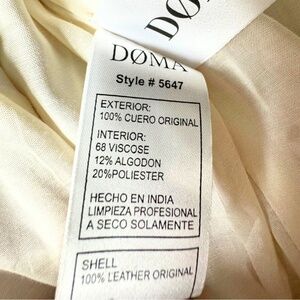 DØ
DØMA
Style # 5647
EXTERIOR:
100% CUERO ORIGINAL
INTERIOR:
68 VISCOSE
12% ALGODON
20%POLIESTER
HECHO EN INDIA
LIMPIEZA PROFESIONAL
A SECO SOLAMENTE
SHELL
100% LEATHER ORIGINAL